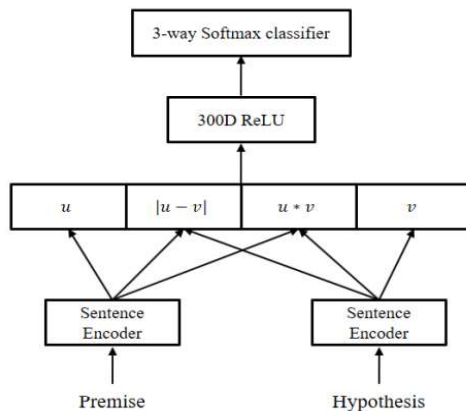 3-way Softmax classifier
300D ReLU
u |u − v| u * v v
Sentence Encoder Sentence Encoder
Premise Hypothesis